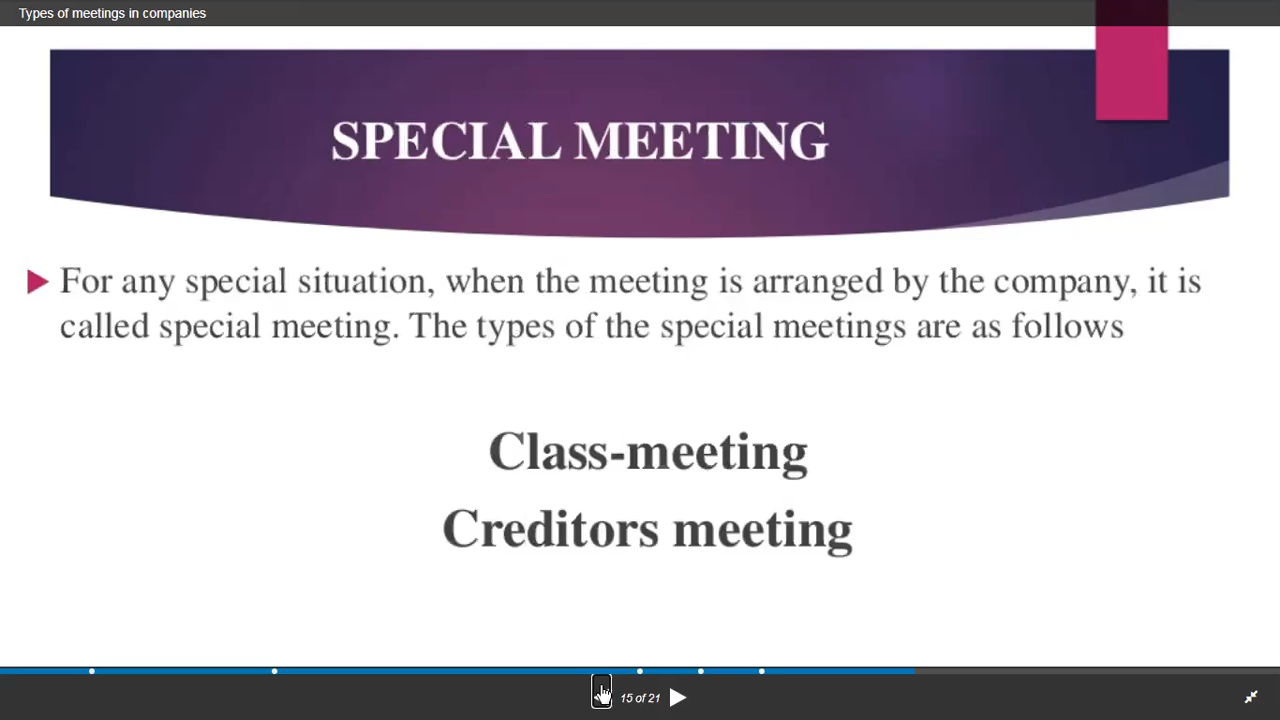 Types of meetings in companies
SPECIAL MEETING
For any special situation, when the meeting is arranged by the company, it is
called special meeting. The types of the special meetings are as follows
Class-meeting
Creditors meeting
15 of 21